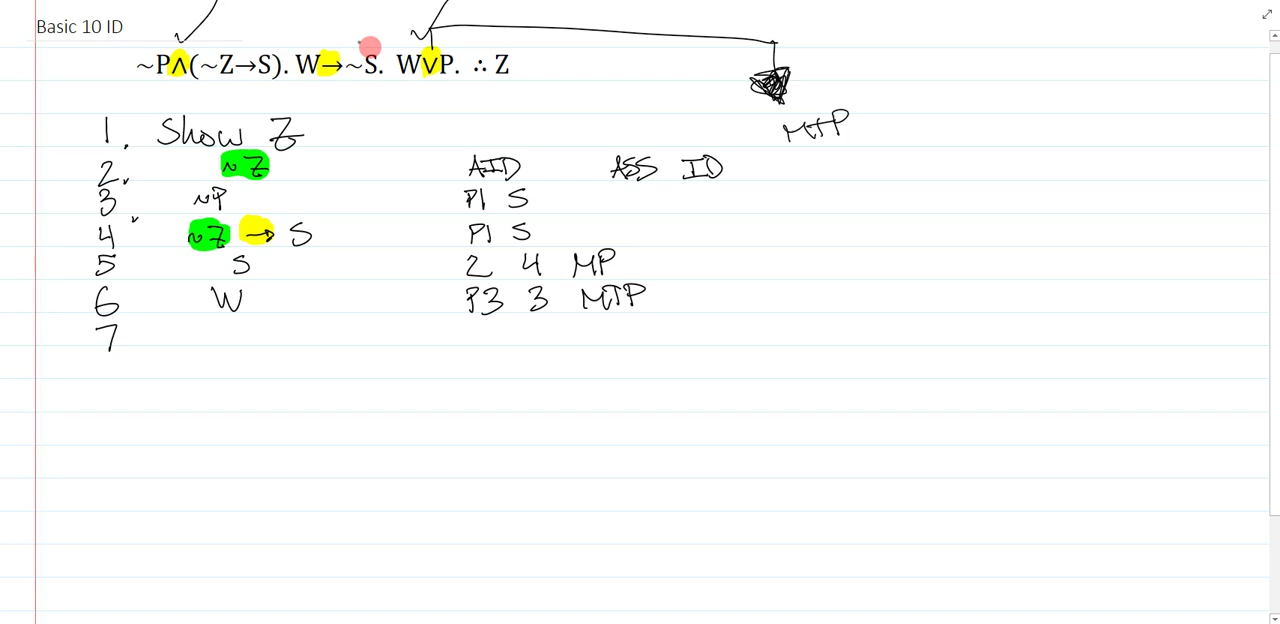 Basic 10 ID
~P∧(~Z→S). W→~S. W∨P. ∴ Z
MTP
1. Show Z
2. ~Z AID ASS ID
3 ~P P1 S
4 ~Z → S P1 S
5 S 2 4 MP
6 W P3 3 MTP
7